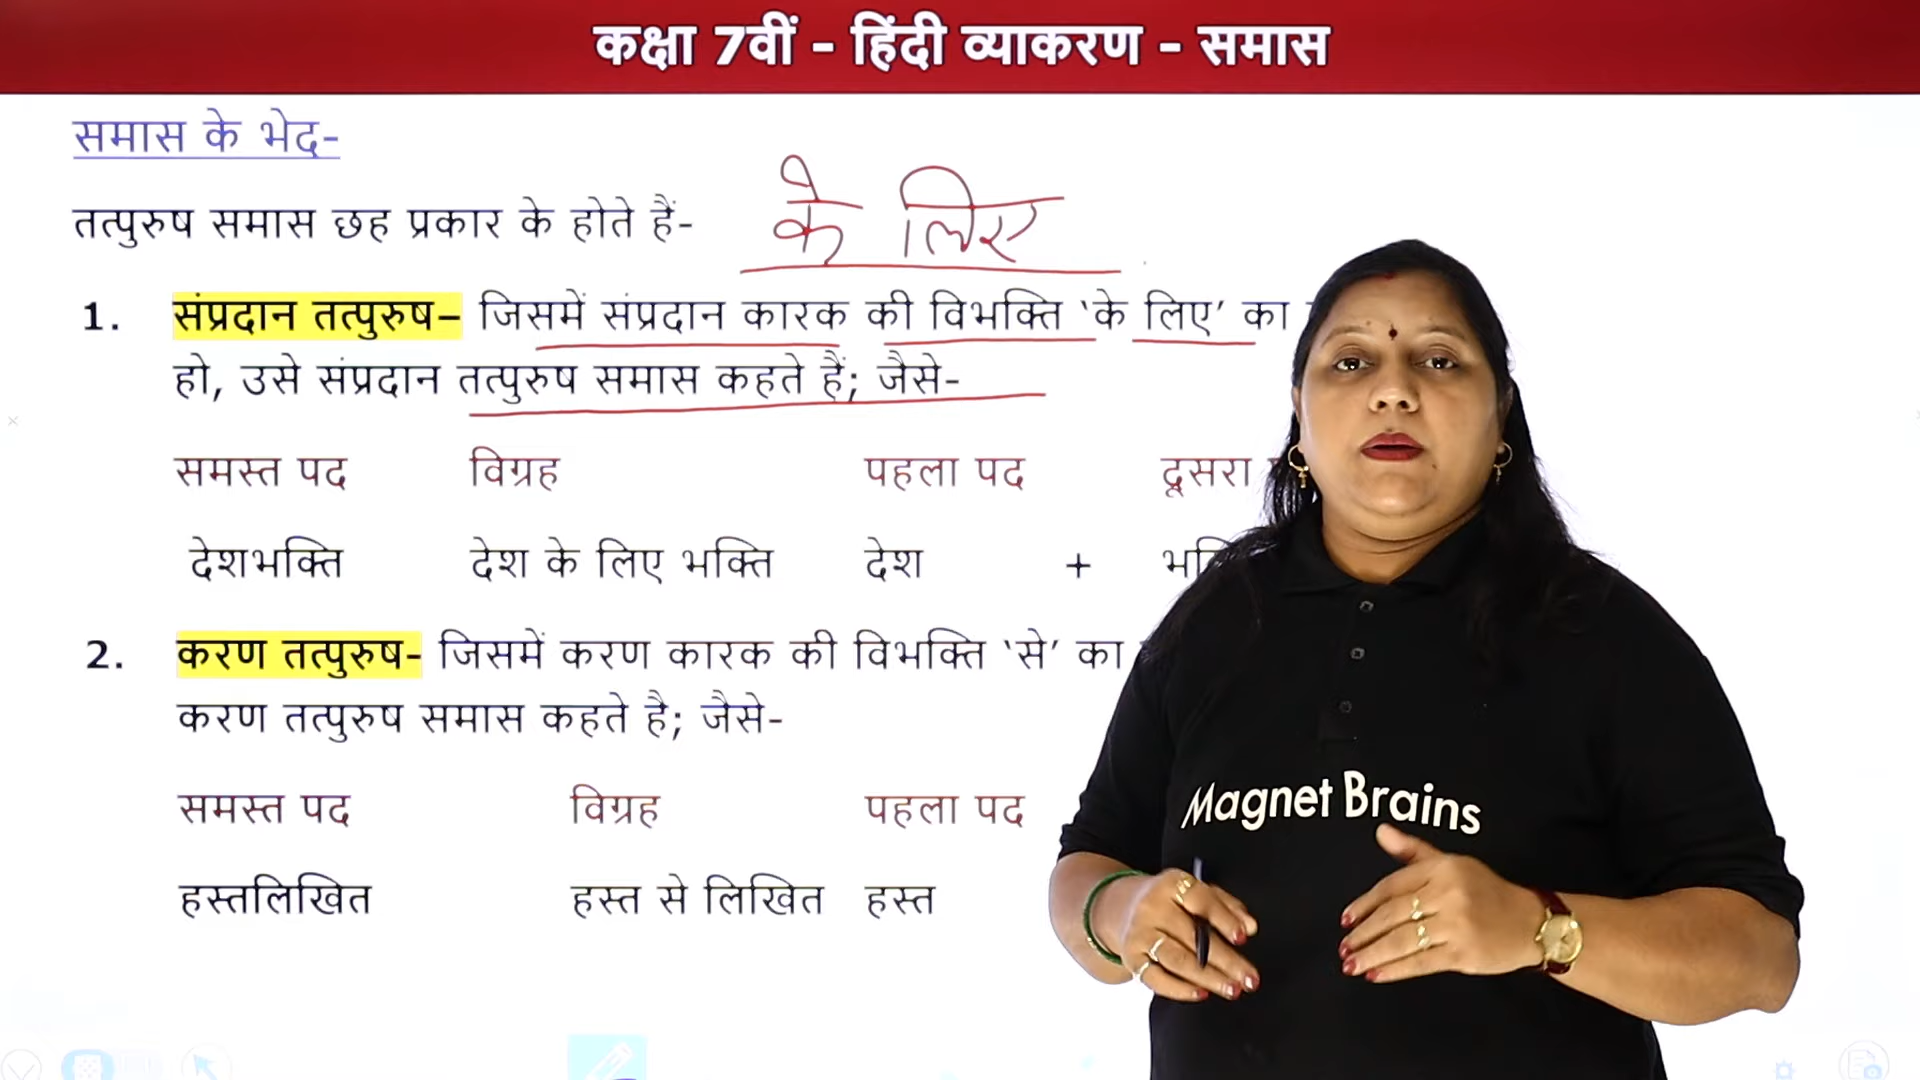 कक्षा 7वीं - हिंदी व्याकरण - समास
समास के भेद-
तत्पुरुष समास छह प्रकार के होते हैं-
के लिए
1. संप्रदान तत्पुरुष– जिसमें संप्रदान कारक की विभक्ति ‘के लिए’ का
हो, उसे संप्रदान तत्पुरुष समास कहते हैं; जैसे-
समस्त पद विग्रह पहला पद दूसरा
देशभक्ति देश के लिए भक्ति देश +
2. करण तत्पुरुष- जिसमें करण कारक की विभक्ति ‘से’ का
करण तत्पुरुष समास कहते है; जैसे-
समस्त पद विग्रह पहला पद
हस्तलिखित हस्त से लिखित हस्त
Magnet Brains